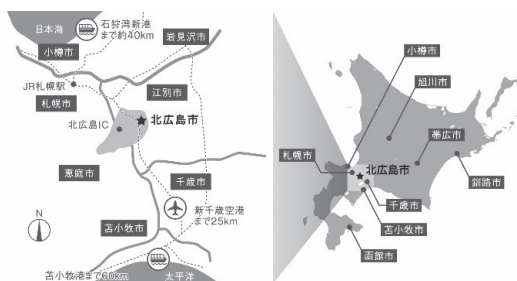 日本海
石狩湾新港
まで約40km
小樽市
岩見沢市
JR札幌駅
札幌市
江別市
北広島IC
北広島市
恵庭市
千歳市
N
新千歳空港
まで25km
苫小牧市
苫小牧港まで60km
太平洋
小樽市
旭川市
札幌市
北広島市
帯広市
釧路市
千歳市
苫小牧市
函館市